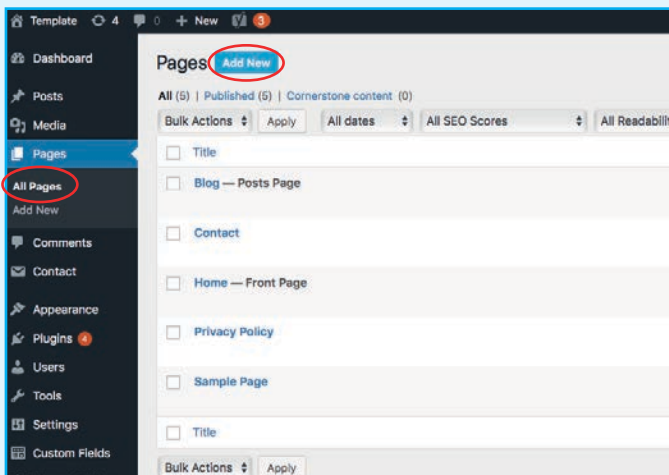 Template 4 0 + New 3
Dashboard
Posts
Media
Pages
All Pages
Add New
Comments
Contact
Appearance
Plugins 4
Users
Tools
Settings
Custom Fields
Pages Add New
All (5) | Published (5) | Cornerstone content (0)
Bulk Actions Apply All dates All SEO Scores All Readabili
Title
Blog — Posts Page
Contact
Home — Front Page
Privacy Policy
Sample Page
Title
Bulk Actions Apply